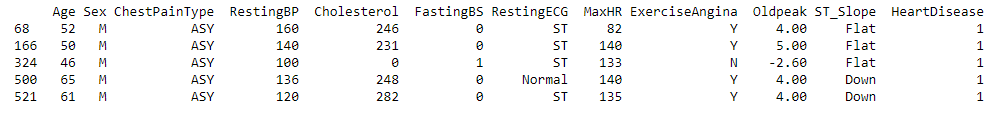 Age Sex ChestPainType RestingBP Cholesterol FastingBS RestingECG MaxHR ExerciseAngina Oldpeak ST_Slope HeartDisease
68 52 M ASY 160 246 0 ST 82 Y 4.00 Flat 1
166 50 M ASY 140 231 0 ST 140 Y 5.00 Flat 1
324 46 M ASY 100 0 1 ST 133 N -2.60 Flat 1
500 65 M ASY 136 248 0 Normal 140 Y 4.00 Down 1
521 61 M ASY 120 282 0 ST 135 Y 4.00 Down 1